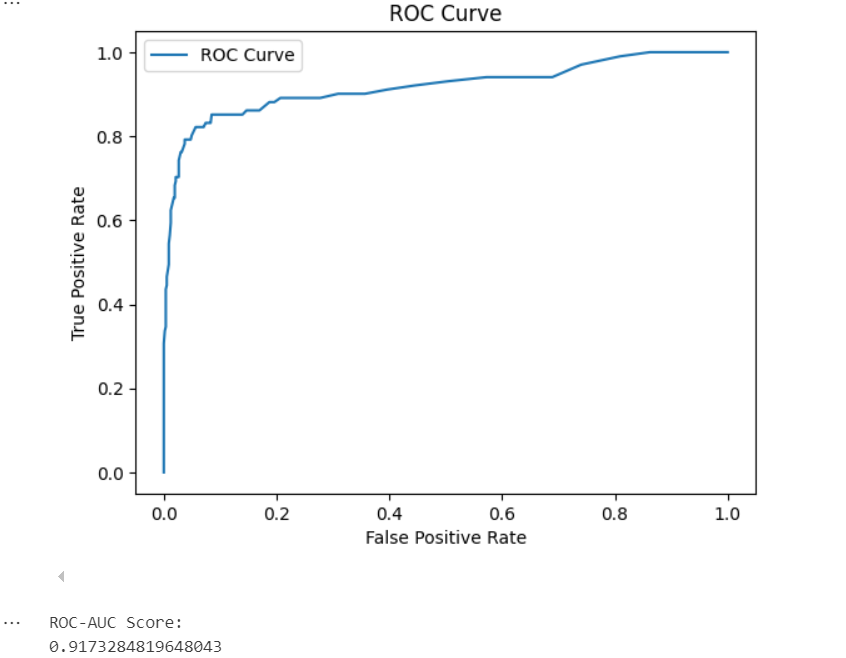 ...
ROC Curve
ROC Curve
1.0
0.8
0.6
0.4
0.2
0.0
True Positive Rate
0.0 0.2 0.4 0.6 0.8 1.0
False Positive Rate
... ROC-AUC Score:
0.9173284819648043